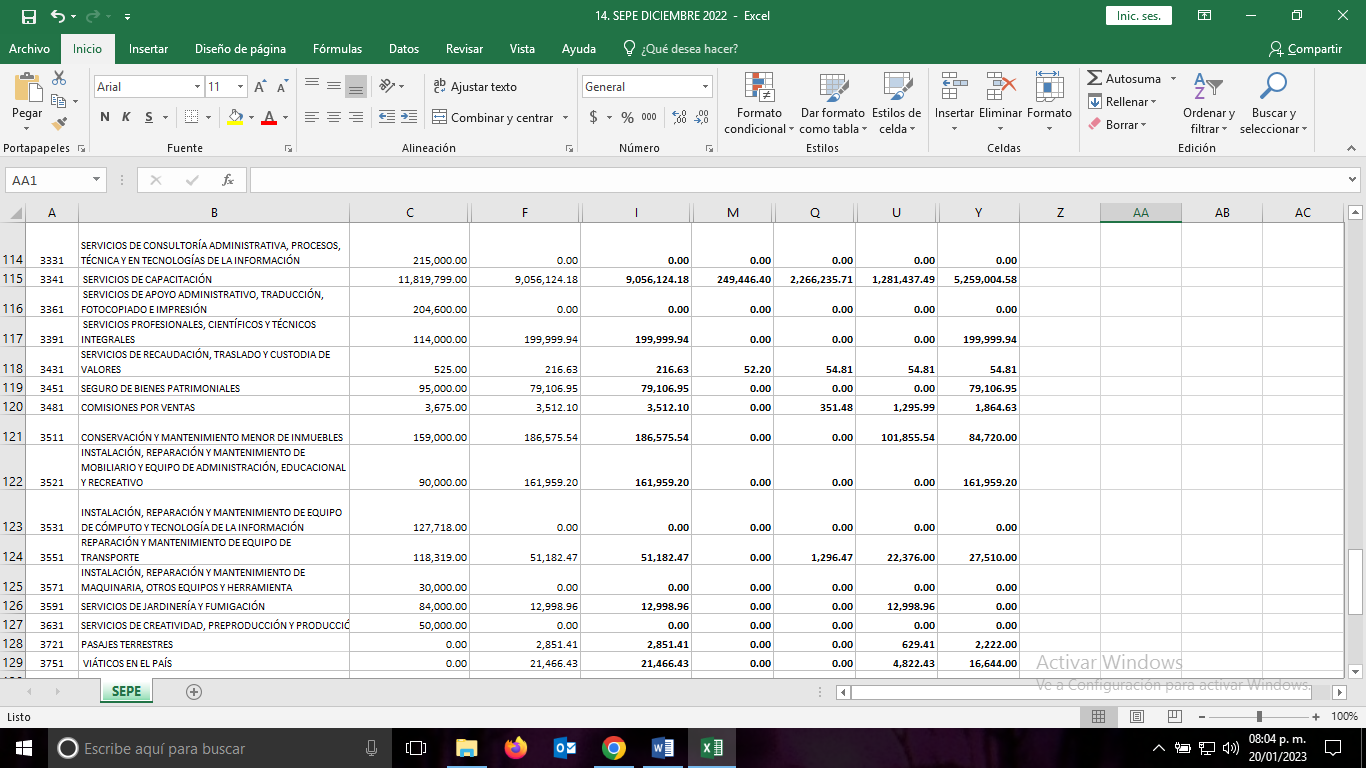 14. SEPE DICIEMBRE 2022 - Excel
Inic. ses.
Archivo Inicio Insertar Diseño de página Fórmulas Datos Revisar Vista Ayuda ¿Qué desea hacer? Compartir
Pegar
Portapapeles
Arial 11
N K S
Fuente
Ajustar texto
Combinar y centrar
Alineación
General
$ % 000
Número
Formato condicional
Dar formato como tabla
Estilos de celda
Estilos
Insertar Eliminar Formato
Celdas
Autosuma
Rellenar
Borrar
Ordenar y filtrar
Buscar y seleccionar
Edición
AA1 fx
A B C F I M Q U Y Z AA AB AC
SERVICIOS DE CONSULTORÍA ADMINISTRATIVA, PROCESOS,
114 3331 TÉCNICA Y EN TECNOLOGÍAS DE LA INFORMACIÓN 215,000.00 0.00 0.00 0.00 0.00 0.00 0.00
115 3341 SERVICIOS DE CAPACITACIÓN 11,819,799.00 9,056,124.18 9,056,124.18 249,446.40 2,266,235.71 1,281,437.49 5,259,004.58
SERVICIOS DE APOYO ADMINISTRATIVO, TRADUCCIÓN,
116 3361 FOTOCOPIADO E IMPRESIÓN 204,600.00 0.00 0.00 0.00 0.00 0.00 0.00
SERVICIOS PROFESIONALES, CIENTÍFICOS Y TÉCNICOS
117 3391 INTEGRALES 114,000.00 199,999.94 199,999.94 0.00 0.00 0.00 199,999.94
SERVICIOS DE RECAUDACIÓN, TRASLADO Y CUSTODIA DE
118 3431 VALORES 525.00 216.63 216.63 52.20 54.81 54.81 54.81
119 3451 SEGURO DE BIENES PATRIMONIALES 95,000.00 79,106.95 79,106.95 0.00 0.00 0.00 79,106.95
120 3481 COMISIONES POR VENTAS 3,675.00 3,512.10 3,512.10 0.00 351.48 1,295.99 1,864.63
121 3511 CONSERVACIÓN Y MANTENIMIENTO MENOR DE INMUEBLES 159,000.00 186,575.54 186,575.54 0.00 0.00 101,855.54 84,720.00
INSTALACIÓN, REPARACIÓN Y MANTENIMIENTO DE
MOBILIARIO Y EQUIPO DE ADMINISTRACIÓN, EDUCACIONAL
122 3521 Y RECREATIVO 90,000.00 161,959.20 161,959.20 0.00 0.00 0.00 161,959.20
INSTALACIÓN, REPARACIÓN Y MANTENIMIENTO DE EQUIPO
123 3531 DE CÓMPUTO Y TECNOLOGÍA DE LA INFORMACIÓN 127,718.00 0.00 0.00 0.00 0.00 0.00 0.00
REPARACIÓN Y MANTENIMIENTO DE EQUIPO DE
124 3551 TRANSPORTE 118,319.00 51,182.47 51,182.47 0.00 1,296.47 22,376.00 27,510.00
INSTALACIÓN, REPARACIÓN Y MANTENIMIENTO DE
125 3571 MAQUINARIA, OTROS EQUIPOS Y HERRAMIENTA 30,000.00 0.00 0.00 0.00 0.00 0.00 0.00
126 3591 SERVICIOS DE JARDINERÍA Y FUMIGACIÓN 84,000.00 12,998.96 12,998.96 0.00 0.00 12,998.96 0.00
127 3631 SERVICIOS DE CREATIVIDAD, PREPRODUCCIÓN Y PRODUCCIÓ 50,000.00 0.00 0.00 0.00 0.00 0.00 0.00
128 3721 PASAJES TERRESTRES 0.00 2,851.41 2,851.41 0.00 0.00 629.41 2,222.00
129 3751 VIÁTICOS EN EL PAÍS 0.00 21,466.43 21,466.43 0.00 0.00 4,822.43 16,644.00
Activar Windows
Ve a Configuración para activar Windows.
SEPE
Listo 100%
Escribe aquí para buscar
08:04 p. m.
20/01/2023